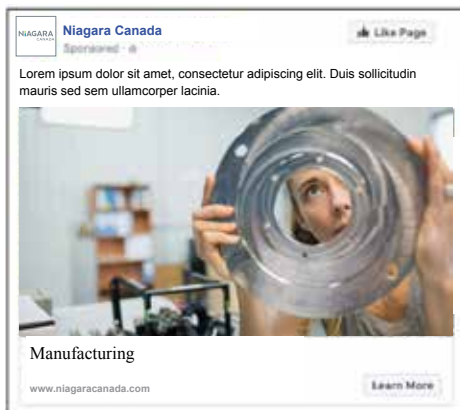 NIAGARA
CANADA
Niagara Canada
Sponsored ·
Like Page
Lorem ipsum dolor sit amet, consectetur adipiscing elit. Duis sollicitudin
mauris sed sem ullamcorper lacinia.
Manufacturing
www.niagaracanada.com
Learn More